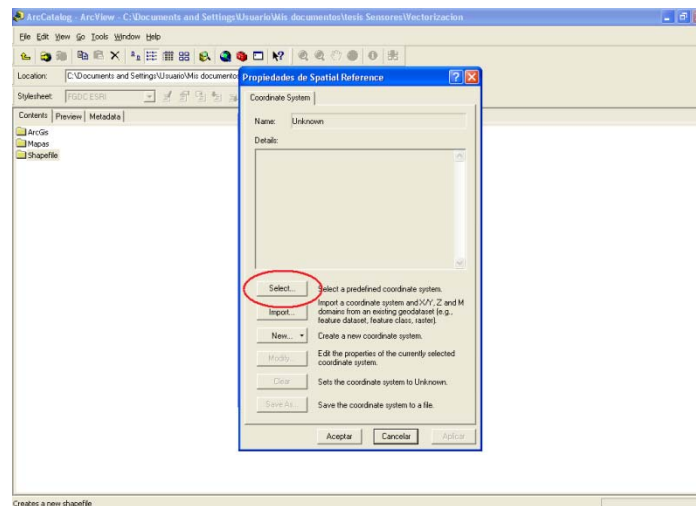 ArcCatalog - ArcView - C:\Documents and Settings\Usuario\Mis documentos\tesis Sensores\Vectorizacion
File Edit View Go Tools Window Help
Location: C:\Documents and Settings\Usuario\Mis documentos
Stylesheet: FGDC ESRI
Contents Preview Metadata
ArcGis
Mapas
Shapefile
Propiedades de Spatial Reference
Coordinate System
Name: Unknown
Details:
Select... Select a predefined coordinate system.
Import... Import a coordinate system and X/Y, Z and M
domains from an existing geodataset (e.g.,
feature dataset, feature class, raster).
New... Create a new coordinate system.
Modify... Edit the properties of the currently selected
coordinate system.
Clear Sets the coordinate system to Unknown.
Save As... Save the coordinate system to a file.
Aceptar Cancelar Aplicar
Creates a new shapefile